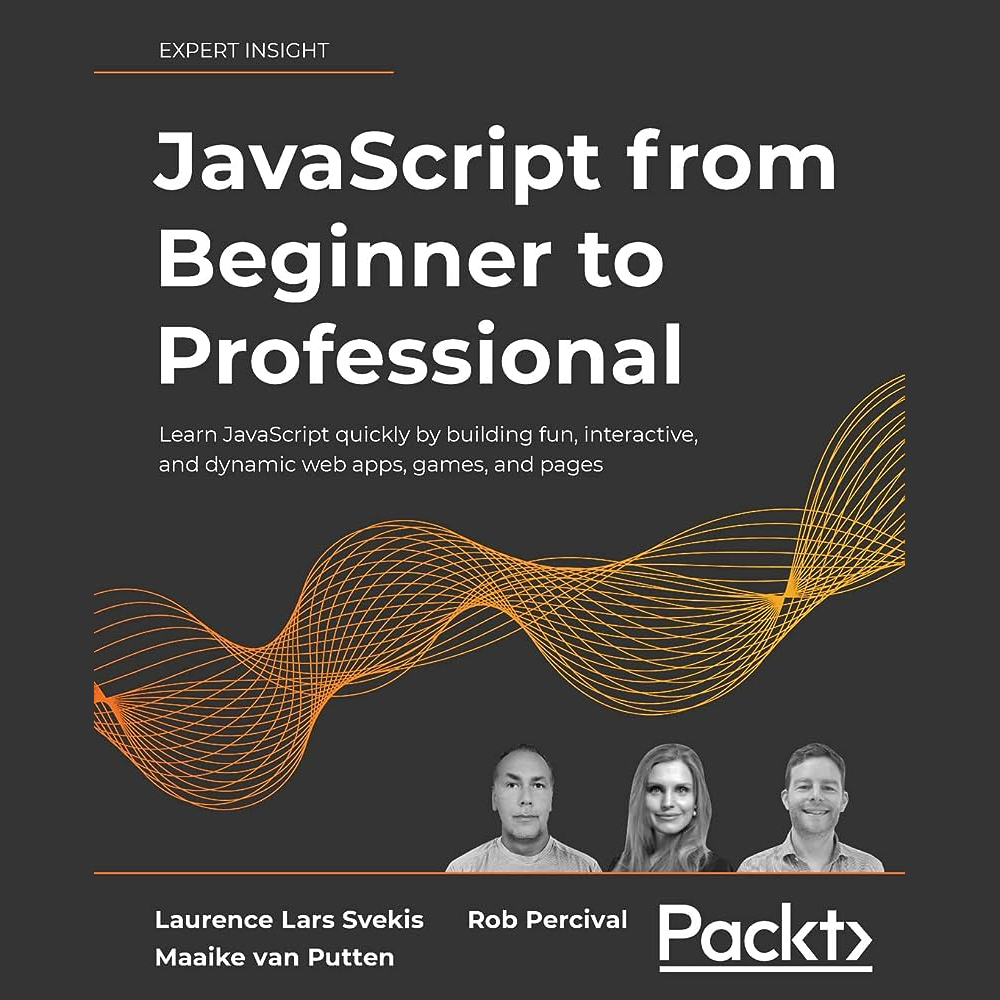 EXPERT INSIGHT
JavaScript from
Beginner to
Professional
Learn JavaScript quickly by building fun, interactive,
and dynamic web apps, games, and pages
Laurence Lars Svekis Rob Percival
Maaike van Putten
Packt>